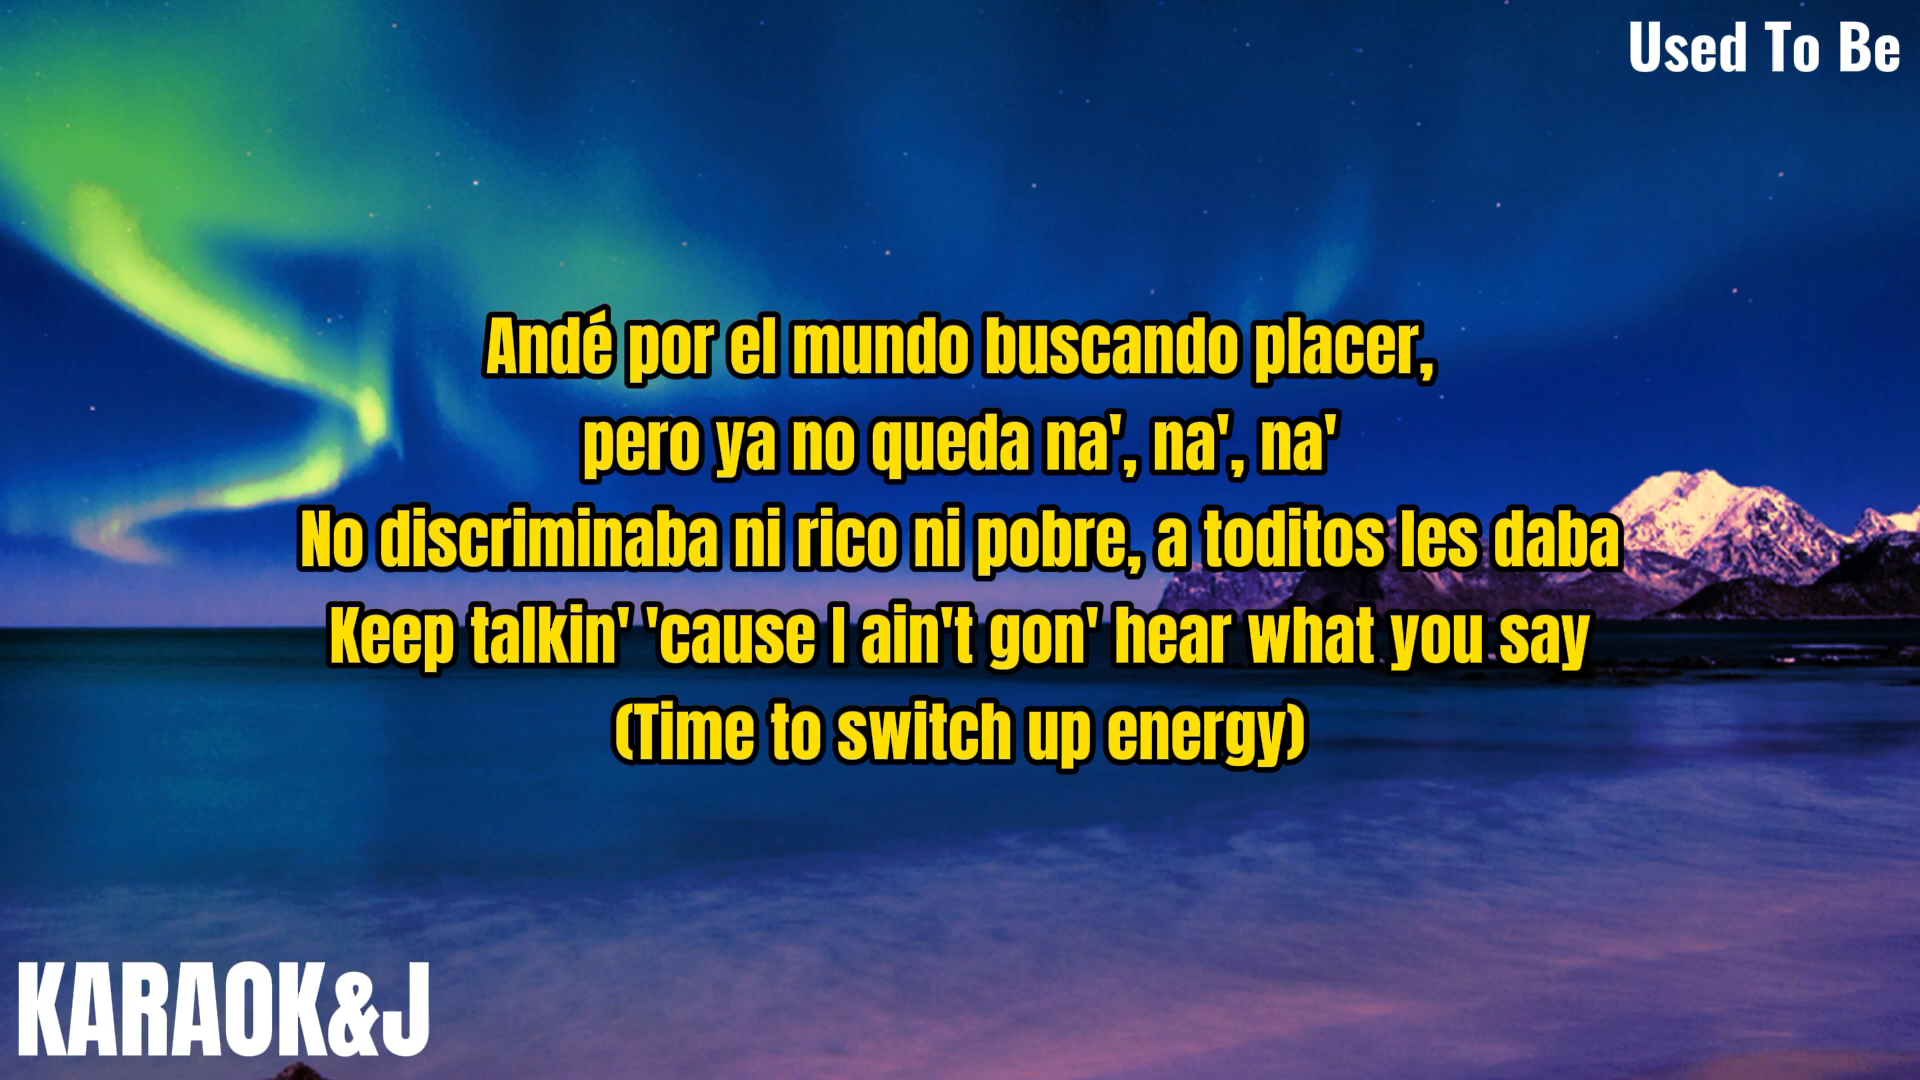 Used To Be
Andé por el mundo buscando placer,
pero ya no queda na', na', na'
No discriminaba ni rico ni pobre, a toditos les daba
Keep talkin' 'cause I ain't gon' hear what you say
(Time to switch up energy)
KARAOK&J